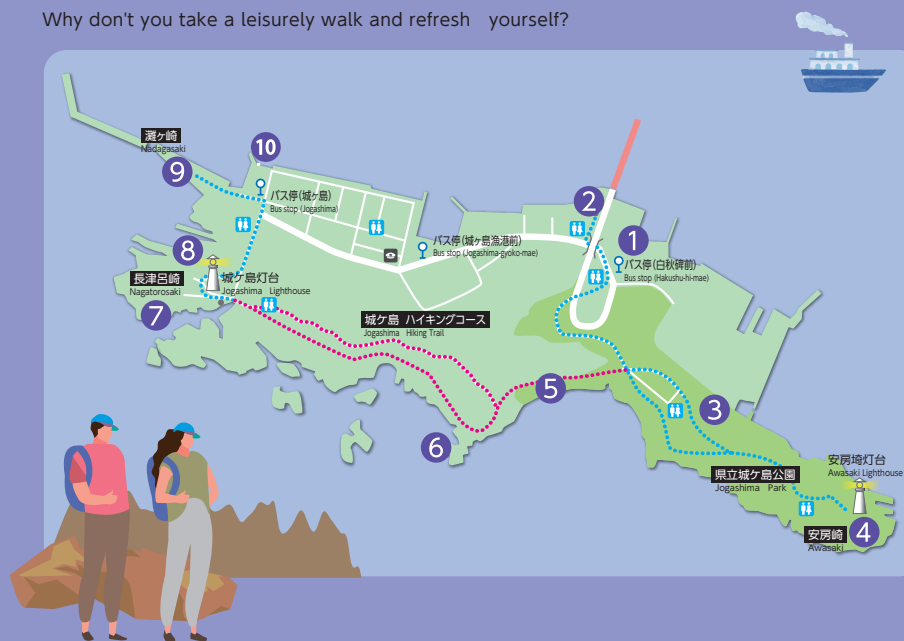 Why don't you take a leisurely walk and refresh yourself?
灘ヶ崎
Nadagasaki
10
9
バス停(城ヶ島)
Bus stop (Jogashima)
2
バス停(城ヶ島漁港前)
Bus stop (Jogashima-gyoko-mae)
1
バス停(白秋碑前)
Bus stop (Hakushu-hi-mae)
8
長津呂崎
Nagatorosaki
城ケ島灯台
Jogashima Lighthouse
7
城ケ島 ハイキングコース
Jogashima Hiking Trail
5
3
6
県立城ケ島公園
Jogashima Park
安房埼灯台
Awasaki Lighthouse
安房崎
Awasaki
4